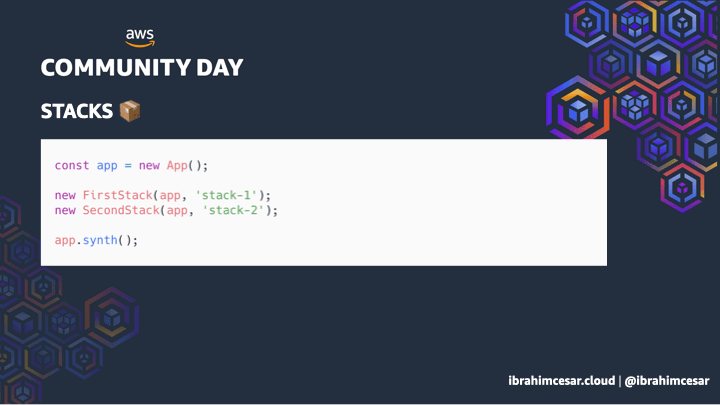 aws
COMMUNITY DAY
STACKS 📦
const app = new App();
new FirstStack(app, 'stack-1');
new SecondStack(app, 'stack-2');
app.synth();
ibrahimcesar.cloud | @ibrahimcesar